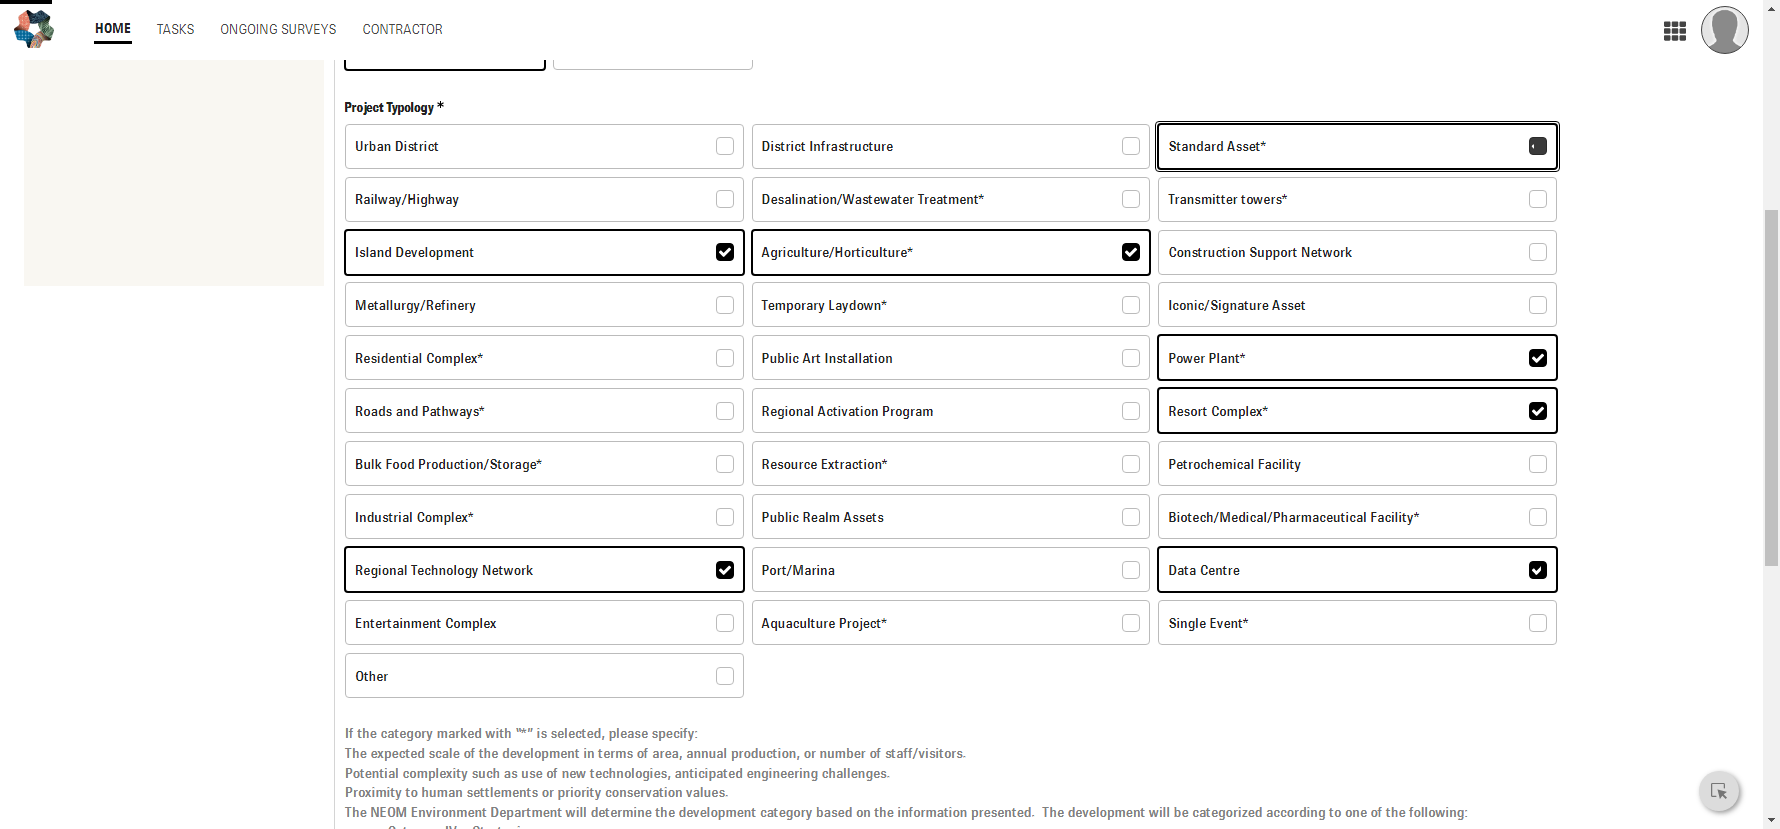 HOME TASKS ONGOING SURVEYS CONTRACTOR
Project Typology *
Urban District
District Infrastructure
Standard Asset*
Railway/Highway
Desalination/Wastewater Treatment*
Transmitter towers*
Island Development
Agriculture/Horticulture*
Construction Support Network
Metallurgy/Refinery
Temporary Laydown*
Iconic/Signature Asset
Residential Complex*
Public Art Installation
Power Plant*
Roads and Pathways*
Regional Activation Program
Resort Complex*
Bulk Food Production/Storage*
Resource Extraction*
Petrochemical Facility
Industrial Complex*
Public Realm Assets
Biotech/Medical/Pharmaceutical Facility*
Regional Technology Network
Port/Marina
Data Centre
Entertainment Complex
Aquaculture Project*
Single Event*
Other
If the category marked with “*” is selected, please specify:
The expected scale of the development in terms of area, annual production, or number of staff/visitors.
Potential complexity such as use of new technologies, anticipated engineering challenges.
Proximity to human settlements or priority conservation values.
The NEOM Environment Department will determine the development category based on the information presented. The development will be categorized according to one of the following: